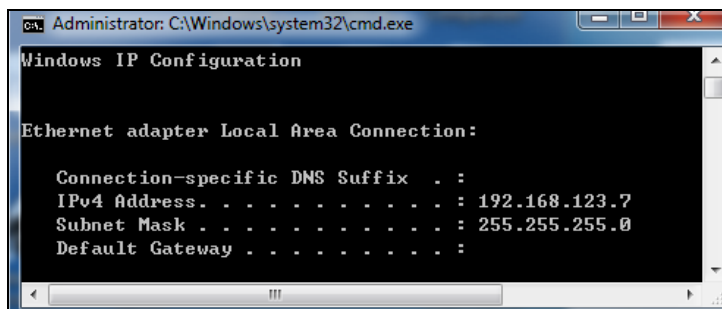 Administrator: C:\Windows\system32\cmd.exe
Windows IP Configuration
Ethernet adapter Local Area Connection:
Connection-specific DNS Suffix . :
IPv4 Address. . . . . . . . . . . : 192.168.123.7
Subnet Mask . . . . . . . . . . . : 255.255.255.0
Default Gateway . . . . . . . . . :